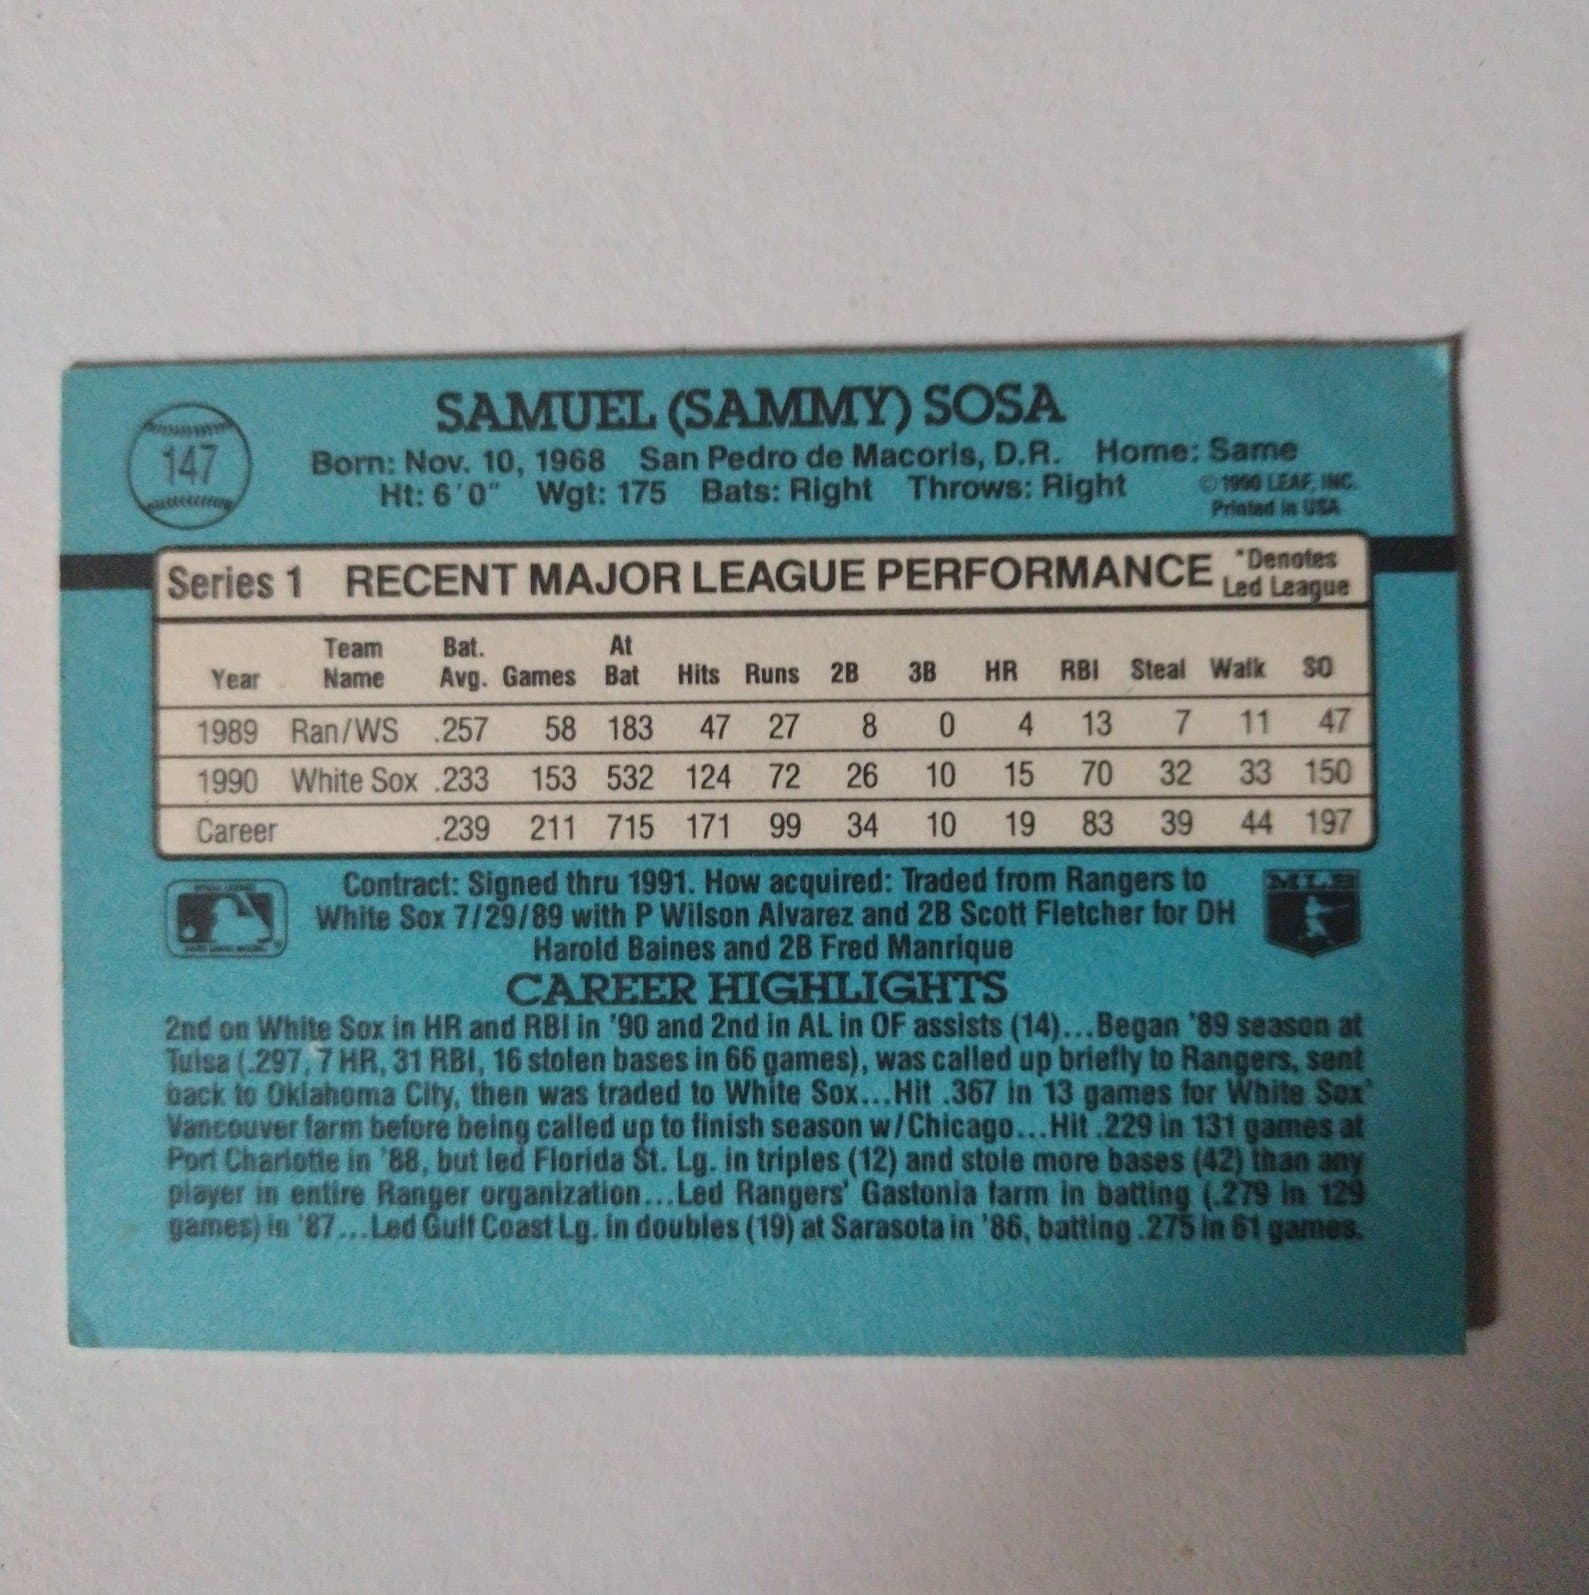 147
SAMUEL (SAMMY) SOSA
Born: Nov. 10, 1968 San Pedro de Macoris, D.R. Home: Same
Ht: 6'0" Wgt: 175 Bats: Right Throws: Right
©1990 LEAF, INC.
Printed in USA
Series 1 RECENT MAJOR LEAGUE PERFORMANCE
*Denotes
Led League
Year Team Name Bat. Avg. Games At Bat Hits Runs 2B 3B HR RBI Steal Walk SO
1989 Ran/WS .257 58 183 47 27 8 0 4 13 7 11 47
1990 White Sox .233 153 532 124 72 26 10 15 70 32 33 150
Career .239 211 715 171 99 34 10 19 83 39 44 197
Contract: Signed thru 1991. How acquired: Traded from Rangers to
White Sox 7/29/89 with P Wilson Alvarez and 2B Scott Fletcher for DH
Harold Baines and 2B Fred Manrique
MLB
CAREER HIGHLIGHTS
2nd on White Sox in HR and RBI in '90 and 2nd in AL in OF assists (14)...Began '89 season at
Tulsa (.297, 7 HR, 31 RBI, 16 stolen bases in 66 games), was called up briefly to Rangers, sent
back to Oklahoma City, then was traded to White Sox...Hit .367 in 13 games for White Sox'
Vancouver farm before being called up to finish season w/Chicago...Hit .229 in 131 games at
Port Charlotte in '88, but led Florida St. Lg. in triples (12) and stole more bases (42) than any
player in entire Ranger organization...Led Rangers' Gastonia farm in batting (.279 in 129
games) in '87...Led Gulf Coast Lg. in doubles (19) at Sarasota in '86, batting .275 in 61 games.